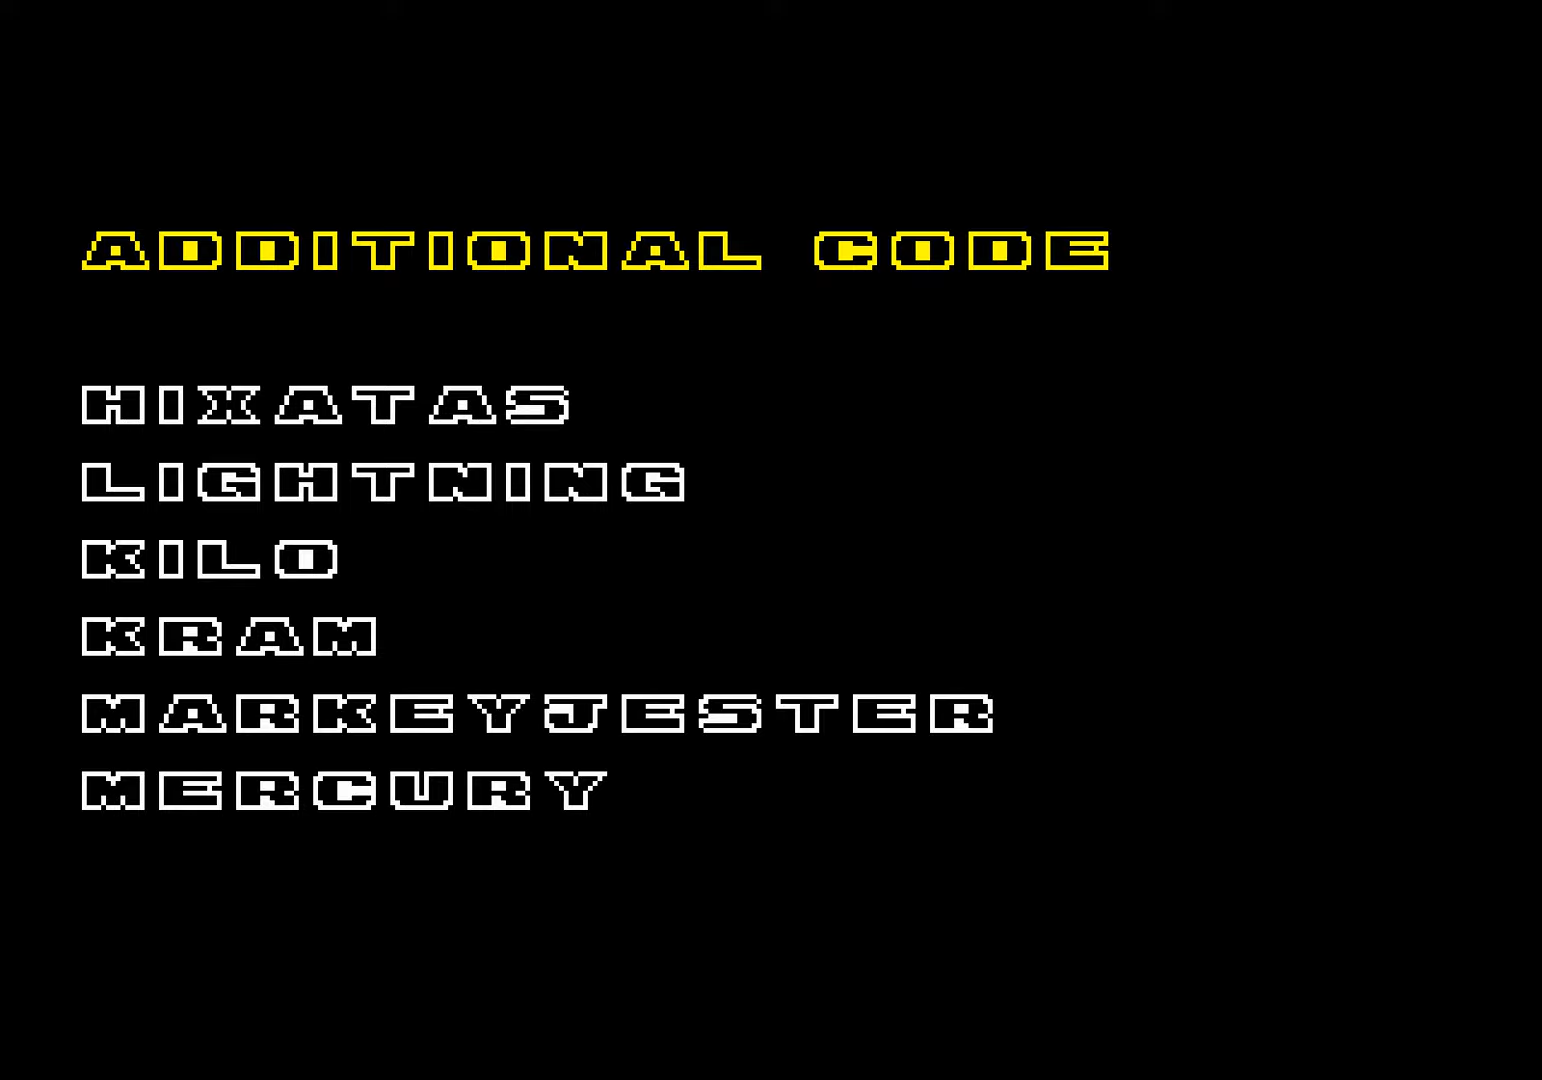 ADDITIONAL CODE
HIXATAS
LIGHTNING
KILO
KRAM
MARKEYJESTER
MERCURY